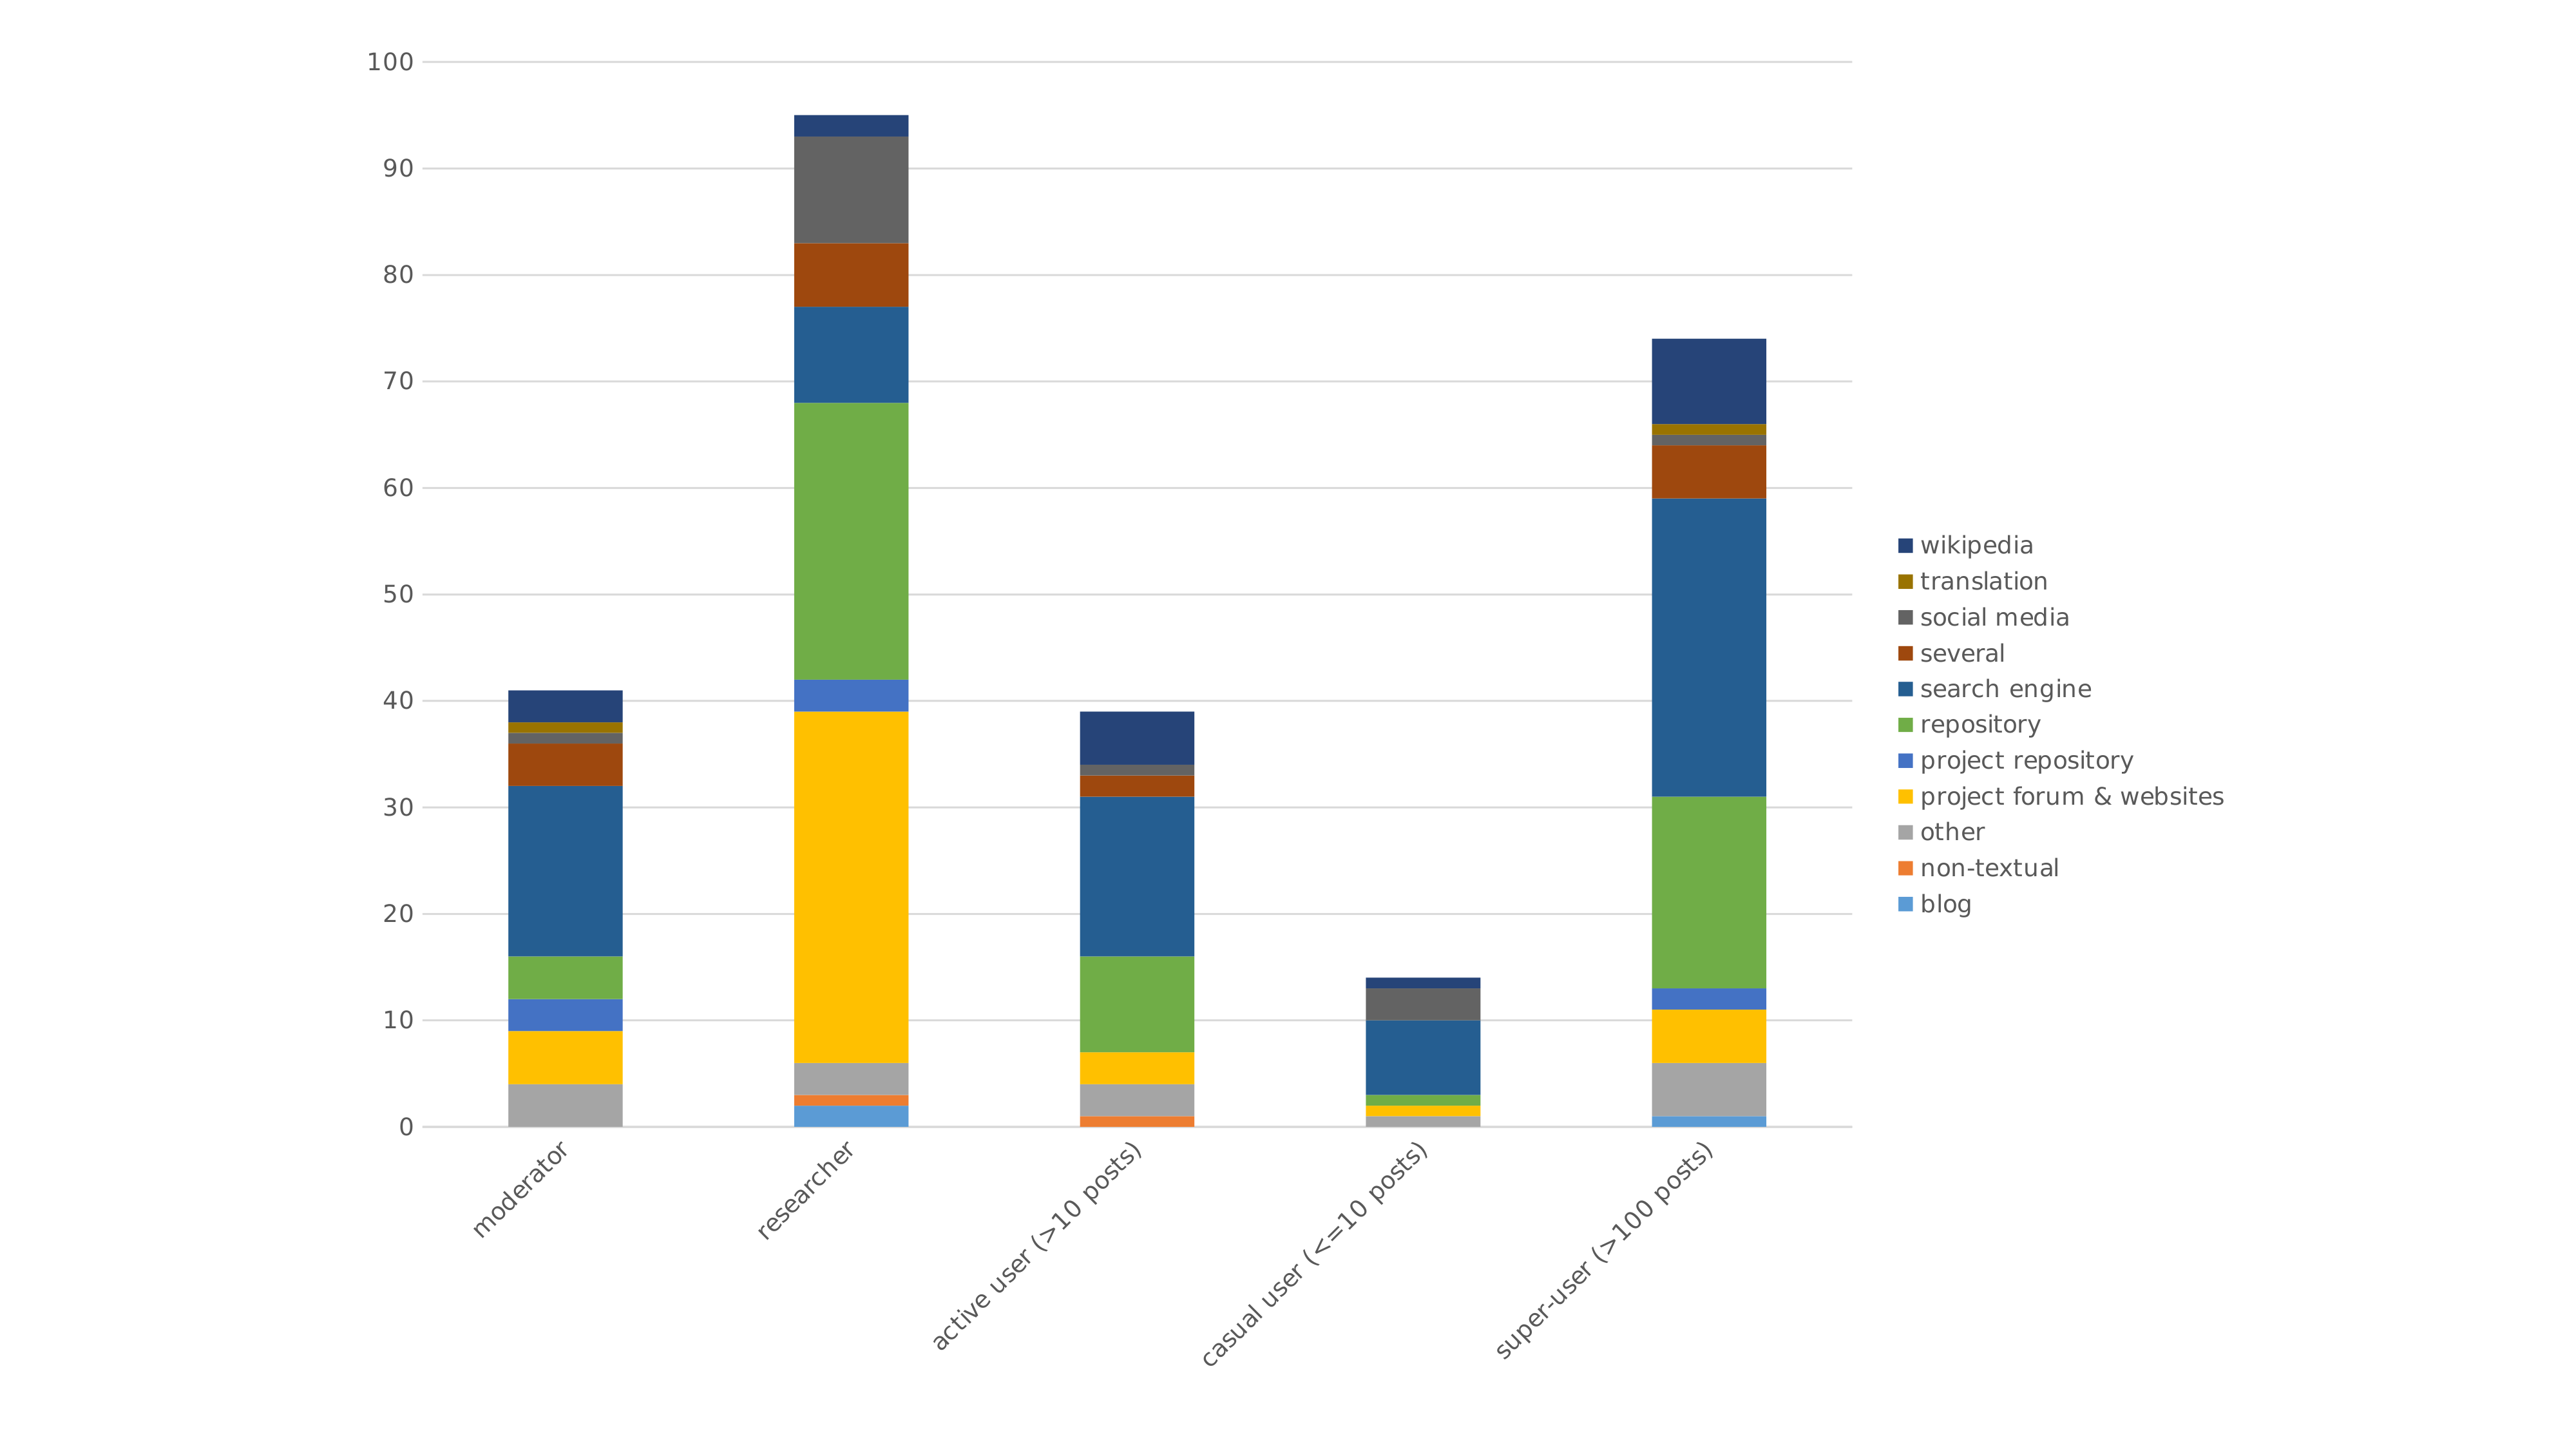 100
90
80
70
60
50
40
30
20
10
0
moderator
researcher
active user (>10 posts)
casual user (<=10 posts)
super-user (>100 posts)
wikipedia
translation
social media
several
search engine
repository
project repository
project forum & websites
other
non-textual
blog